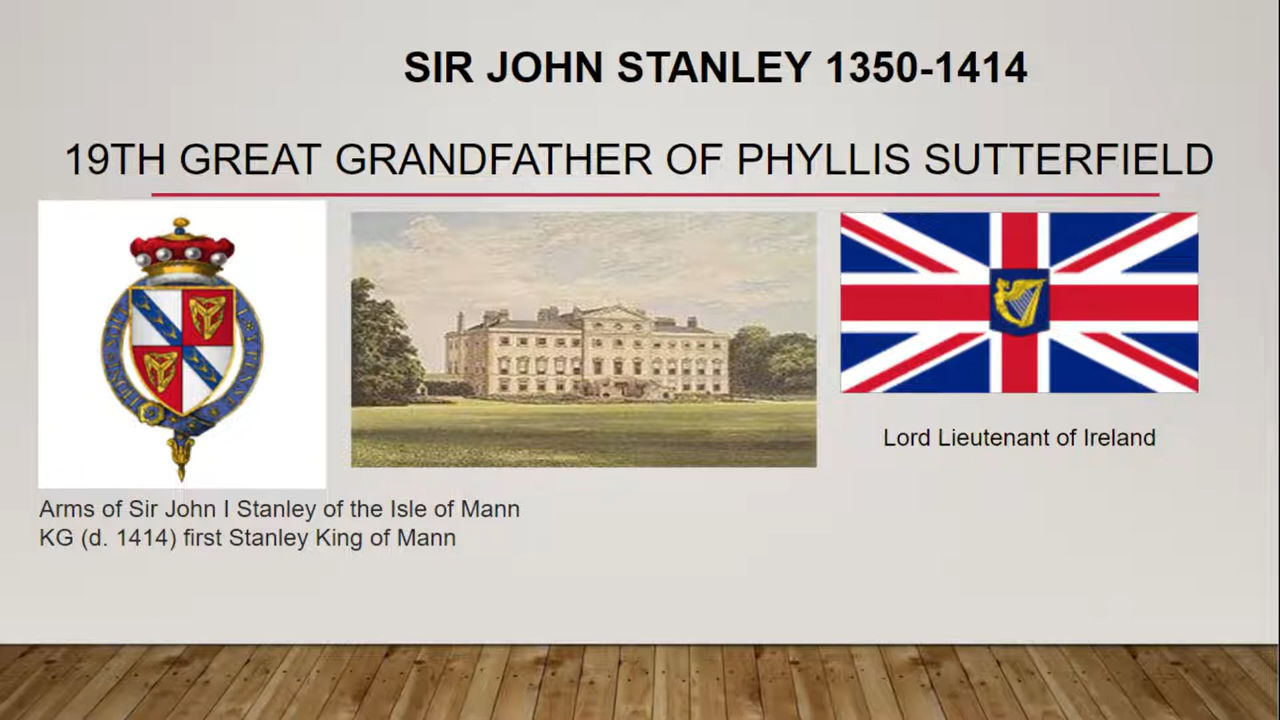 SIR JOHN STANLEY 1350-1414
19TH GREAT GRANDFATHER OF PHYLLIS SUTTERFIELD
Lord Lieutenant of Ireland
Arms of Sir John I Stanley of the Isle of Mann
KG (d. 1414) first Stanley King of Mann